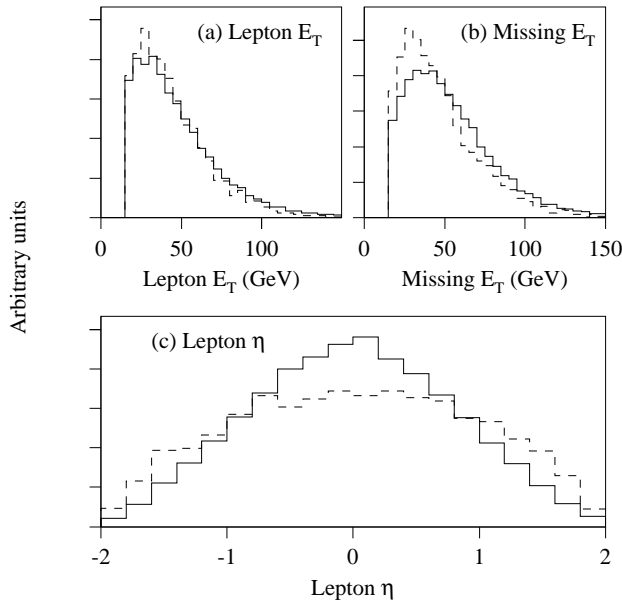 (a) Lepton E_T
(b) Missing E_T
0 50 100
0 50 100 150
Lepton E_T (GeV)
Missing E_T (GeV)
Arbitrary units
(c) Lepton η
-2 -1 0 1 2
Lepton η